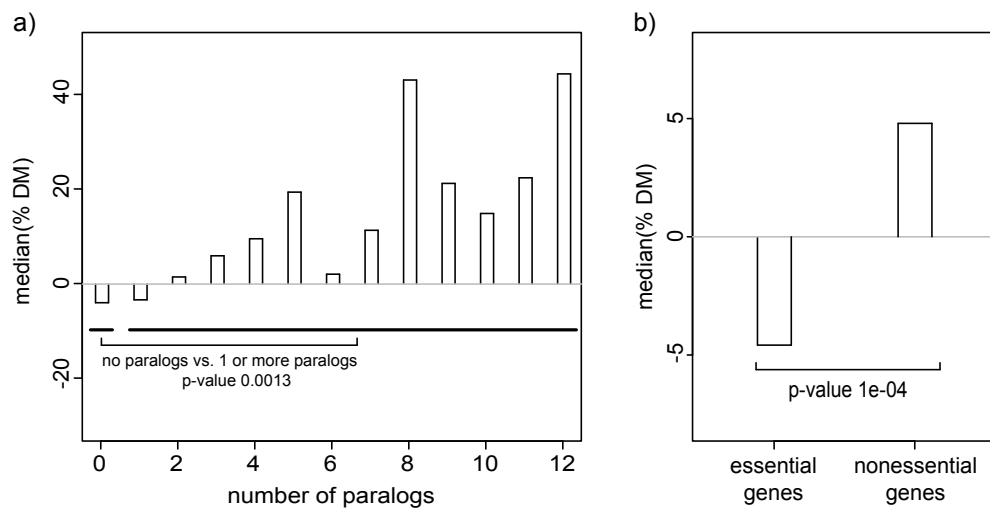 a)
median(% DM)
40
20
0
-20
no paralogs vs. 1 or more paralogs
p-value 0.0013
0 2 4 6 8 10 12
number of paralogs
b)
median(% DM)
5
0
-5
p-value 1e-04
essential genes
nonessential genes